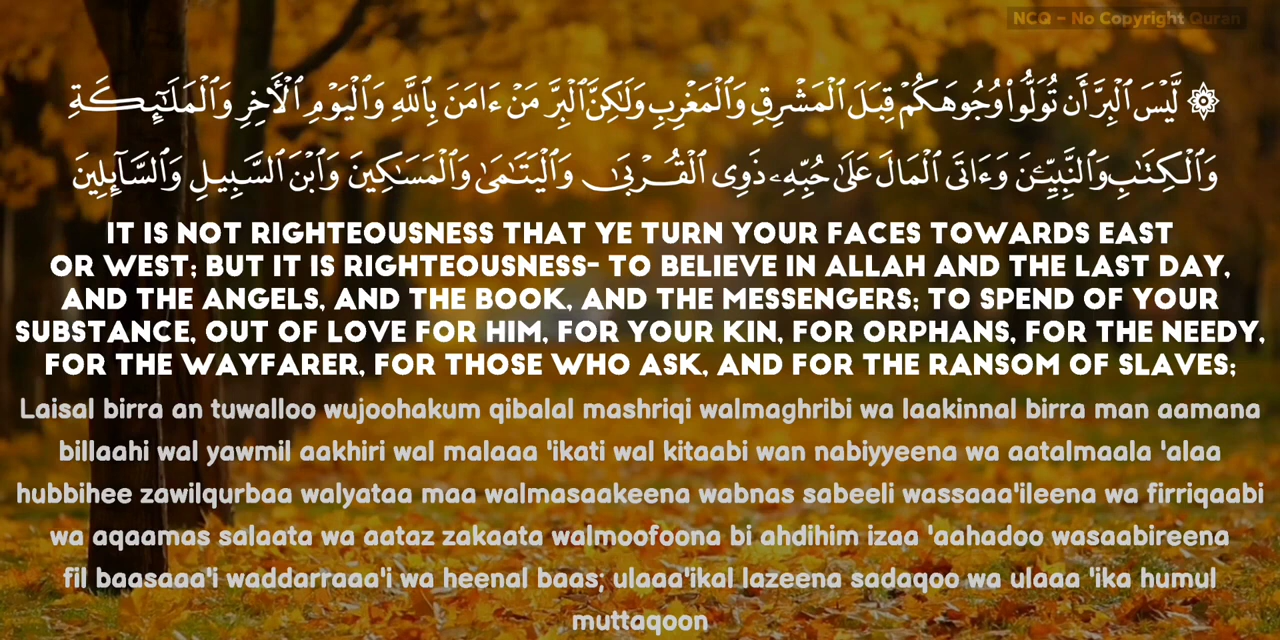 NCQ - No Copyright Quran
۞ لَّيْسَ ٱلْبِرَّ أَن تُوَلُّوا۟ وُجُوهَكُمْ قِبَلَ ٱلْمَشْرِقِ وَٱلْمَغْرِبِ وَلَٰكِنَّ ٱلْبِرَّ مَنْ ءَامَنَ بِٱللَّهِ وَٱلْيَوْمِ ٱلْأَخِرِ وَٱلْمَلَٰٓئِكَةِ
وَٱلْكِتَٰبِ وَٱلنَّبِيِّۦنَ وَءَاتَى ٱلْمَالَ عَلَىٰ حُبِّهِۦ ذَوِى ٱلْقُرْبَىٰ وَٱلْيَتَٰمَىٰ وَٱلْمَسَٰكِينَ وَٱبْنَ ٱلسَّبِيلِ وَٱلسَّآئِلِينَ
IT IS NOT RIGHTEOUSNESS THAT YE TURN YOUR FACES TOWARDS EAST
OR WEST; BUT IT IS RIGHTEOUSNESS- TO BELIEVE IN ALLAH AND THE LAST DAY,
AND THE ANGELS, AND THE BOOK, AND THE MESSENGERS; TO SPEND OF YOUR
SUBSTANCE, OUT OF LOVE FOR HIM, FOR YOUR KIN, FOR ORPHANS, FOR THE NEEDY,
FOR THE WAYFARER, FOR THOSE WHO ASK, AND FOR THE RANSOM OF SLAVES;
Laisal birra an tuwalloo wujoohakum qibalal mashriqi walmaghribi wa laakinnal birra man aamana
billaahi wal yawmil aakhiri wal malaaa 'ikati wal kitaabi wan nabiyyeena wa aatalmaala 'alaa
hubbihee zawilqurbaa walyataa maa walmasaakeena wabnas sabeeli wassaaa'ileena wa firriqaabi
wa aqaamas salaata wa aataz zakaata walmoofoona bi ahdihim izaa 'aahadoo wasaabireena
fil baasaaa'i waddarraaa'i wa heenal baas; ulaaa'ikal lazeena sadaqoo wa ulaaa 'ika humul
muttaqoon